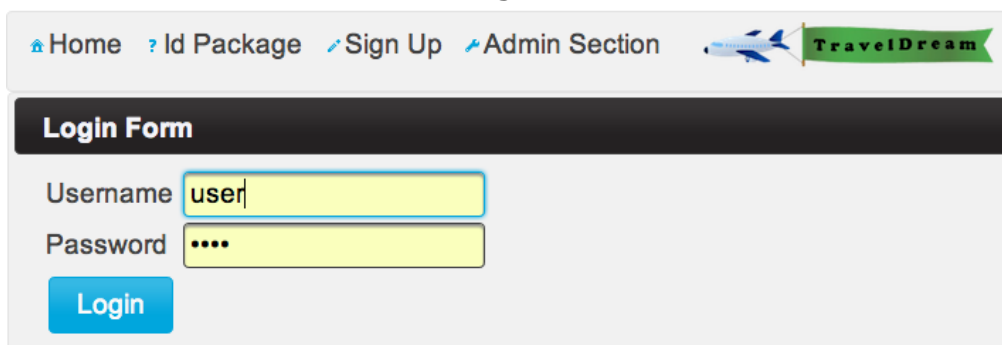 Home ? Id Package Sign Up Admin Section TravelDream
Login Form
Username user
Password ••••
Login